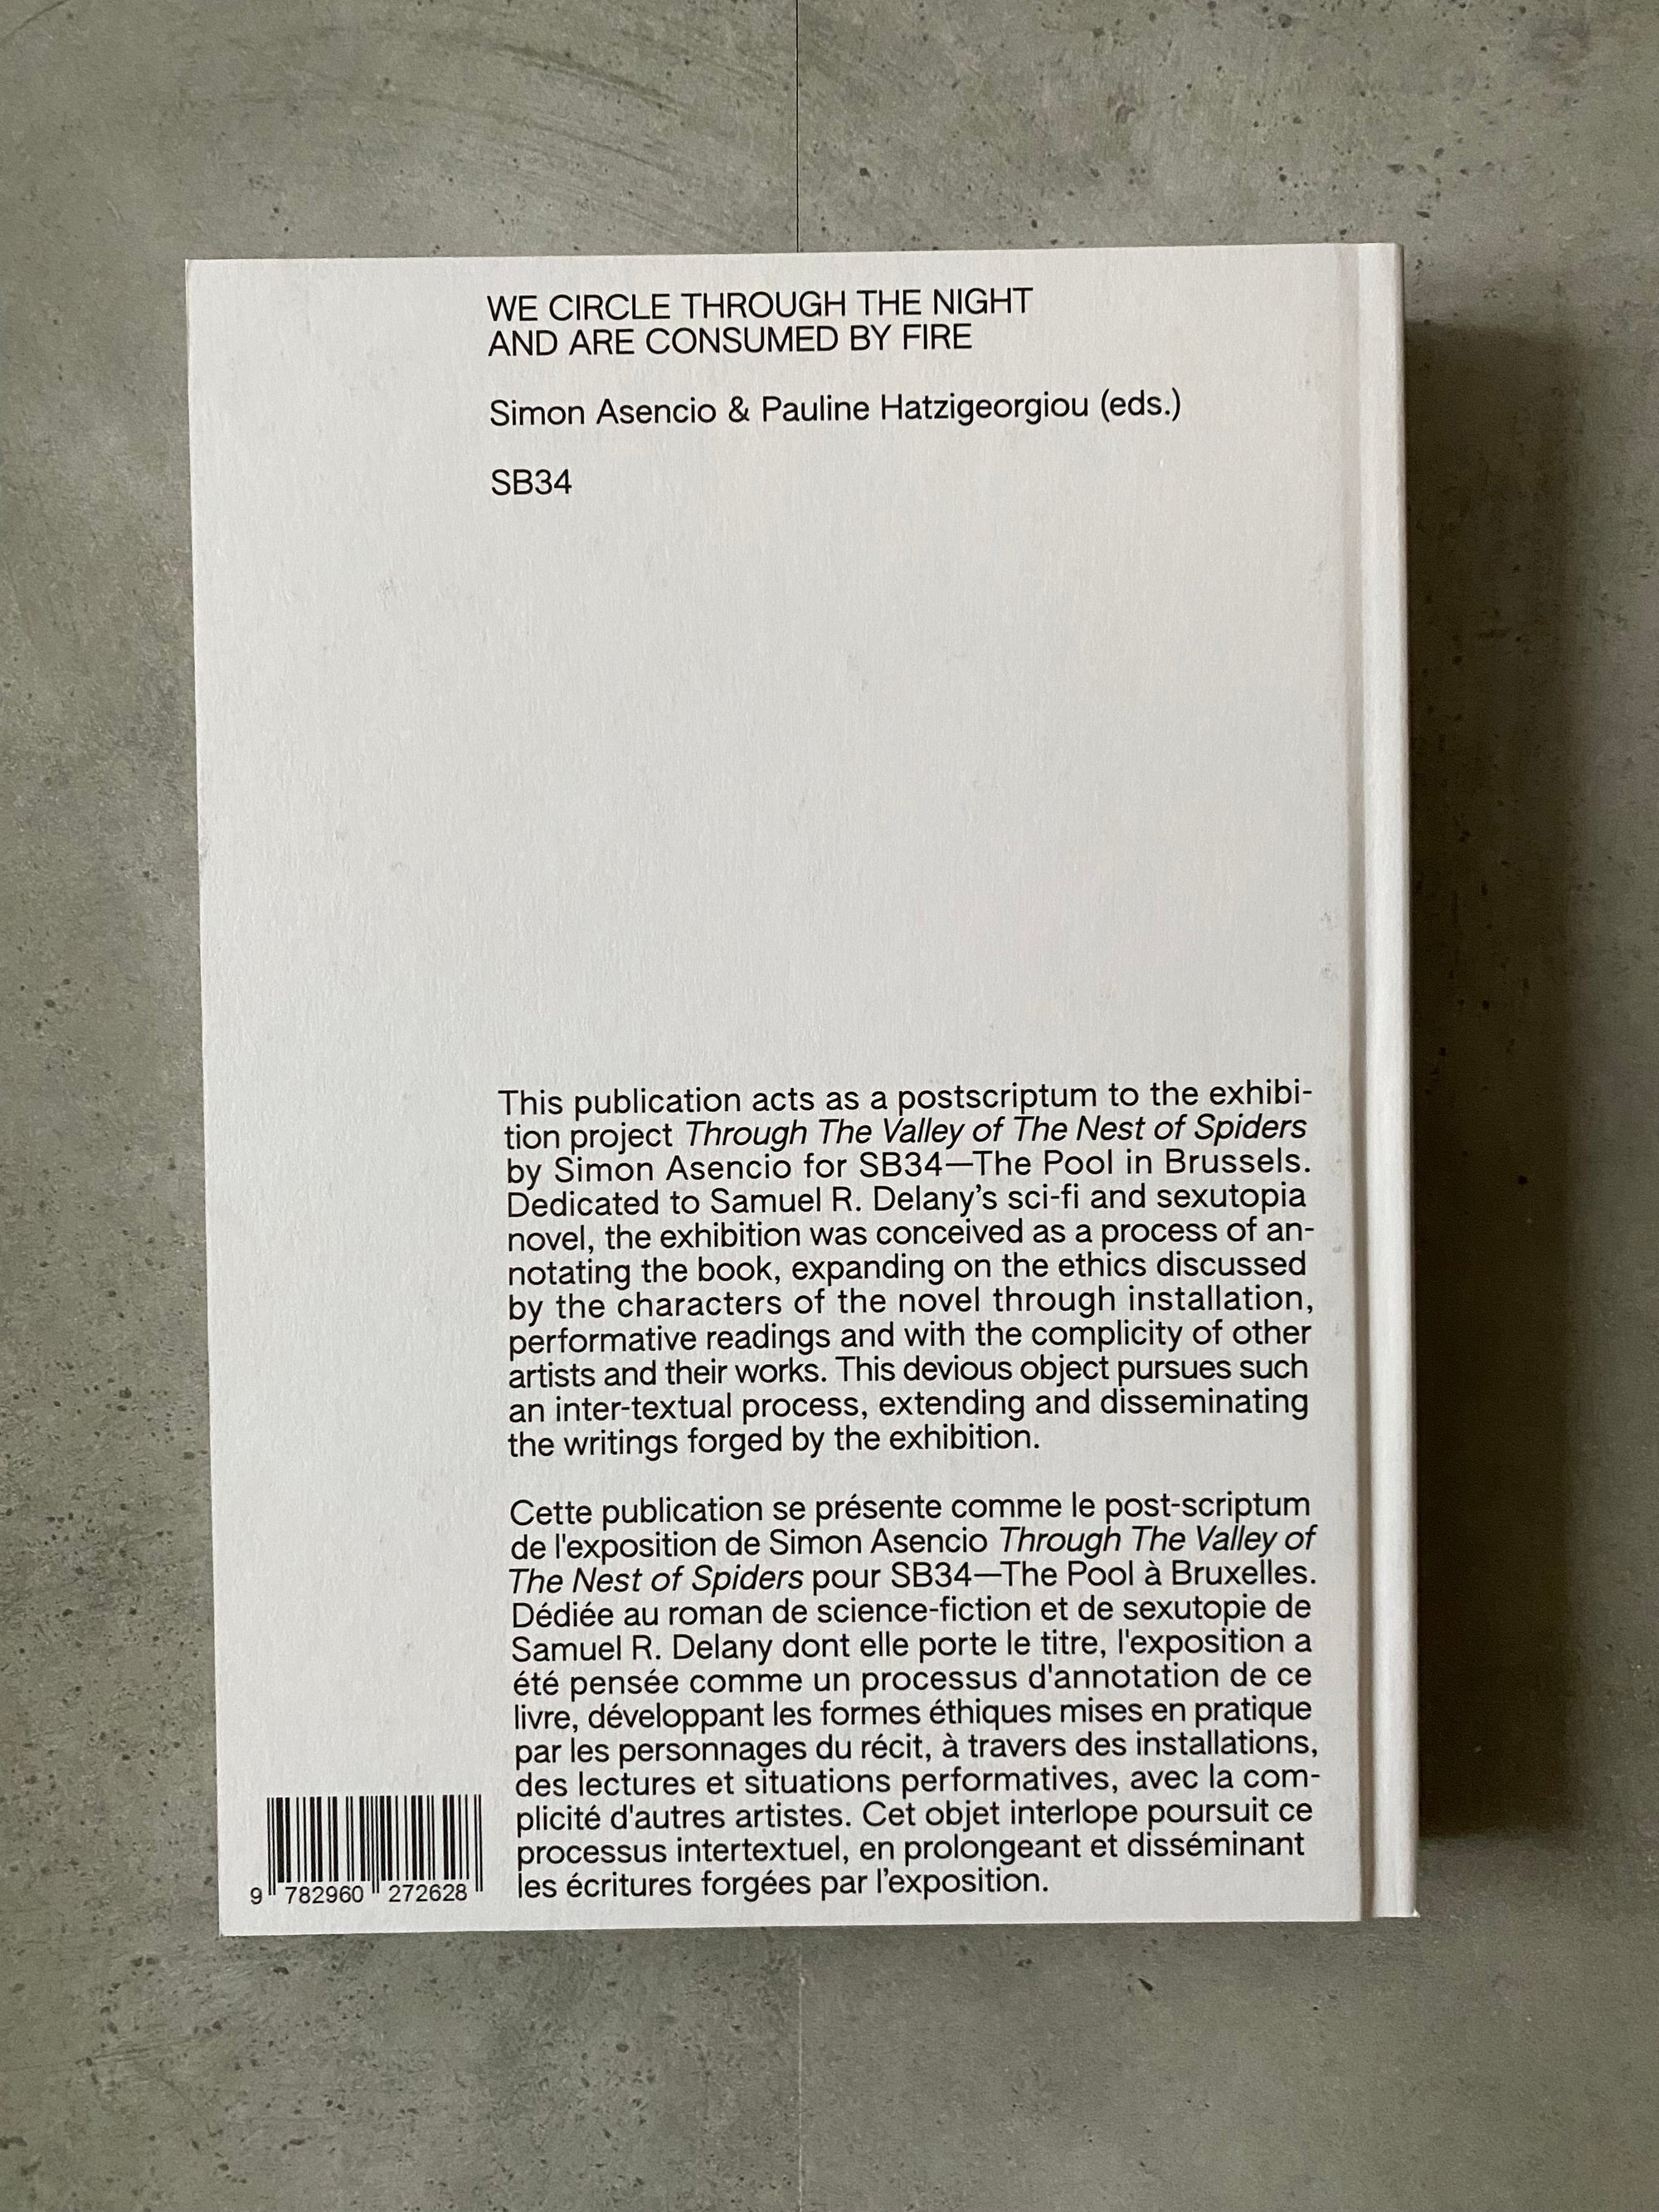 WE CIRCLE THROUGH THE NIGHT
AND ARE CONSUMED BY FIRE
Simon Asencio & Pauline Hatzigeorgiou (eds.)
SB34
This publication acts as a postscriptum to the exhibi-
tion project Through The Valley of The Nest of Spiders
by Simon Asencio for SB34—The Pool in Brussels.
Dedicated to Samuel R. Delany’s sci-fi and sexutopia
novel, the exhibition was conceived as a process of an-
notating the book, expanding on the ethics discussed
by the characters of the novel through installation,
performative readings and with the complicity of other
artists and their works. This devious object pursues such
an inter-textual process, extending and disseminating
the writings forged by the exhibition.
Cette publication se présente comme le post-scriptum
de l'exposition de Simon Asencio Through The Valley of
The Nest of Spiders pour SB34—The Pool à Bruxelles.
Dédiée au roman de science-fiction et de sexutopie de
Samuel R. Delany dont elle porte le titre, l'exposition a
été pensée comme un processus d'annotation de ce
livre, développant les formes éthiques mises en pratique
par les personnages du récit, à travers des installations,
des lectures et situations performatives, avec la com-
plicité d'autres artistes. Cet objet interlope poursuit ce
processus intertextuel, en prolongeant et disséminant
les écritures forgées par l’exposition.
9 782960 272628